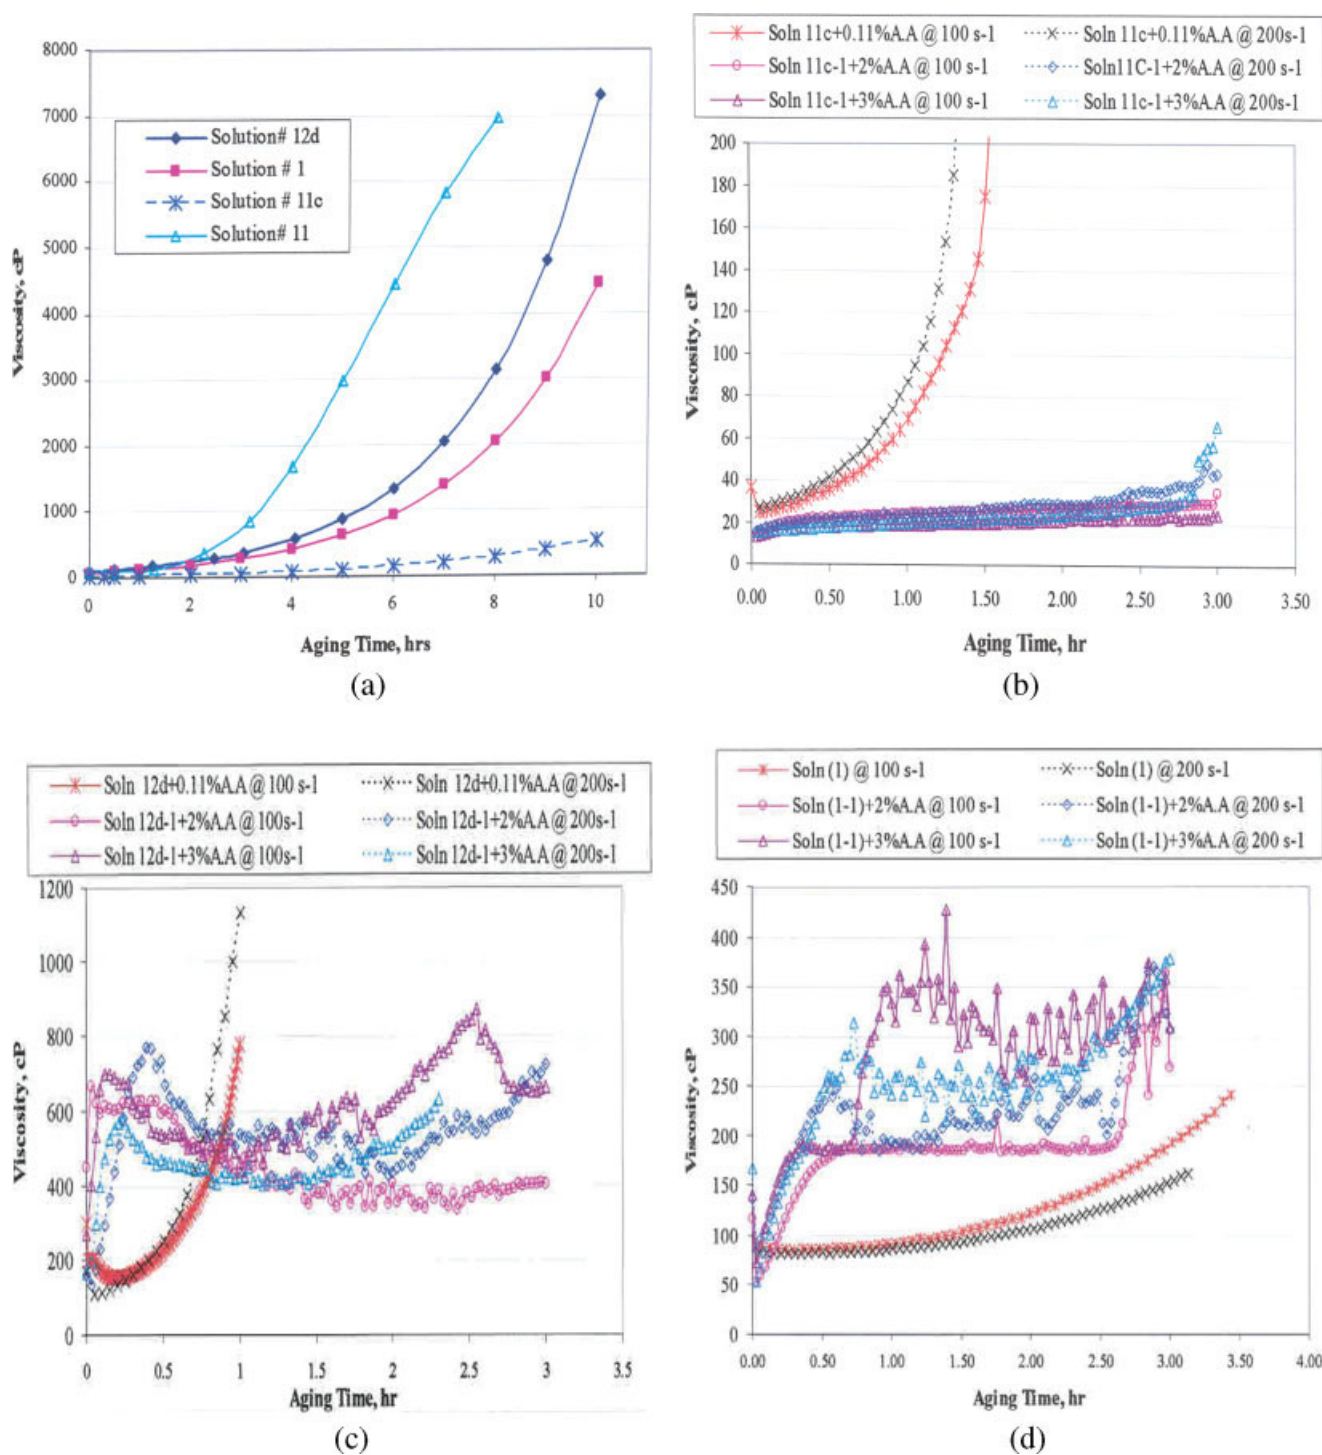 8000
7000
6000
5000
4000
3000
2000
1000
0
Viscosity, cP
Solution# 12d
Solution # 1
Solution # 11c
Solution# 11
0 2 4 6 8 10
Aging Time, hrs
(a)
Soln 11c+0.11%A.A @ 100 s-1 Soln 11c+0.11%A.A @ 200s-1
Soln 11c-1+2%A.A @ 100 s-1 Soln11C-1+2%A.A @ 200 s-1
Soln 11c-1+3%A.A @ 100 s-1 Soln 11c-1+3%A.A @ 200s-1
200
180
160
140
120
100
80
60
40
20
0
Viscosity, cP
0.00 0.50 1.00 1.50 2.00 2.50 3.00 3.50
Aging Time, hr
(b)
Soln 12d+0.11%A.A @ 100 s-1 Soln 12d+0.11%A.A @ 200s-1
Soln 12d-1+2%A.A @ 100s-1 Soln 12d-1+2%A.A @ 200s-1
Soln 12d-1+3%A.A @ 100s-1 Soln 12d-1+3%A.A @ 200s-1
1200
1000
800
600
400
200
0
Viscosity, cP
0 0.5 1 1.5 2 2.5 3 3.5
Aging Time, hr
(c)
Soln (1) @ 100 s-1 Soln (1) @ 200 s-1
Soln (1-1)+2%A.A @ 100 s-1 Soln (1-1)+2%A.A @ 200 s-1
Soln (1-1)+3%A.A @ 100 s-1 Soln (1-1)+3%A.A @ 200 s-1
450
400
350
300
250
200
150
100
50
0
Viscosity, cP
0.00 0.50 1.00 1.50 2.00 2.50 3.00 3.50 4.00
Aging Time, hr
(d)